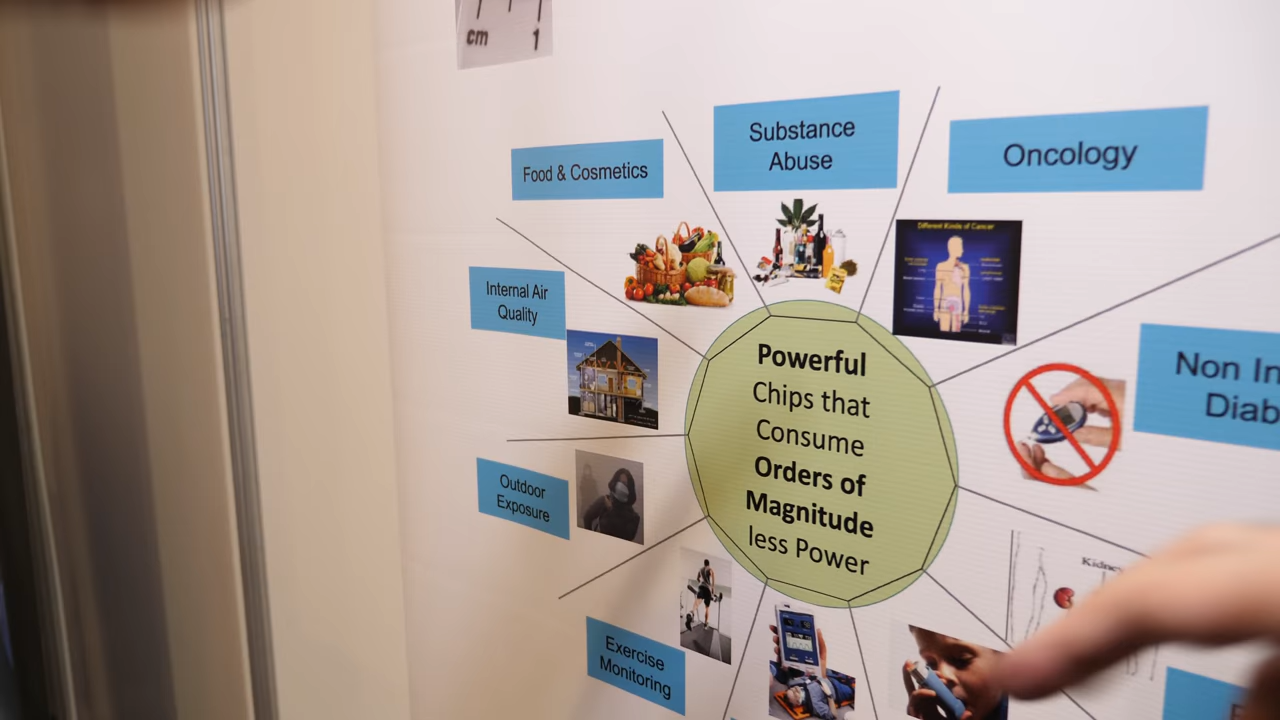 cm 1
Substance
Abuse
Food & Cosmetics
Oncology
Different Kinds of Cancer
Internal Air
Quality
Non In
Diab
Powerful
Chips that
Consume
Orders of
Magnitude
less Power
Outdoor
Exposure
Kidney
Exercise
Monitoring